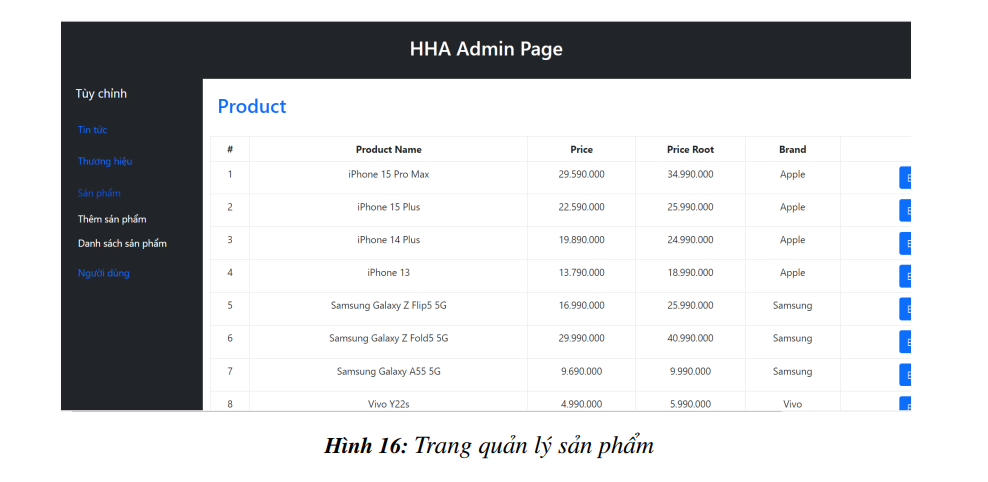 HHA Admin Page
Tùy chỉnh
Tin tức
Thương hiệu
Sản phẩm
Thêm sản phẩm
Danh sách sản phẩm
Người dùng
Product
# Product Name Price Price Root Brand
1 iPhone 15 Pro Max 29.590.000 34.990.000 Apple
2 iPhone 15 Plus 22.590.000 25.990.000 Apple
3 iPhone 14 Plus 19.890.000 24.990.000 Apple
4 iPhone 13 13.790.000 18.990.000 Apple
5 Samsung Galaxy Z Flip5 5G 16.990.000 25.990.000 Samsung
6 Samsung Galaxy Z Fold5 5G 29.990.000 40.990.000 Samsung
7 Samsung Galaxy A55 5G 9.690.000 9.990.000 Samsung
8 Vivo Y22s 4.990.000 5.990.000 Vivo
Hình 16: Trang quản lý sản phẩm